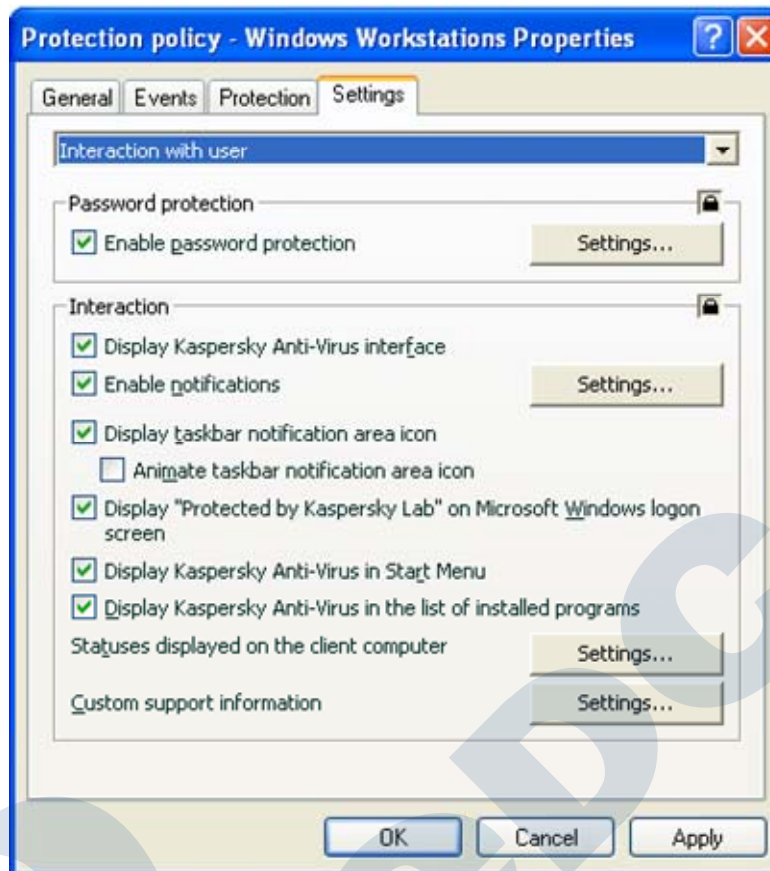 Protection policy - Windows Workstations Properties
General Events Protection Settings
Interaction with user
Password protection
Enable password protection Settings...
Interaction
Display Kaspersky Anti-Virus interface
Enable notifications Settings...
Display taskbar notification area icon
Animate taskbar notification area icon
Display "Protected by Kaspersky Lab" on Microsoft Windows logon
screen
Display Kaspersky Anti-Virus in Start Menu
Display Kaspersky Anti-Virus in the list of installed programs
Statuses displayed on the client computer Settings...
Custom support information Settings...
OK Cancel Apply